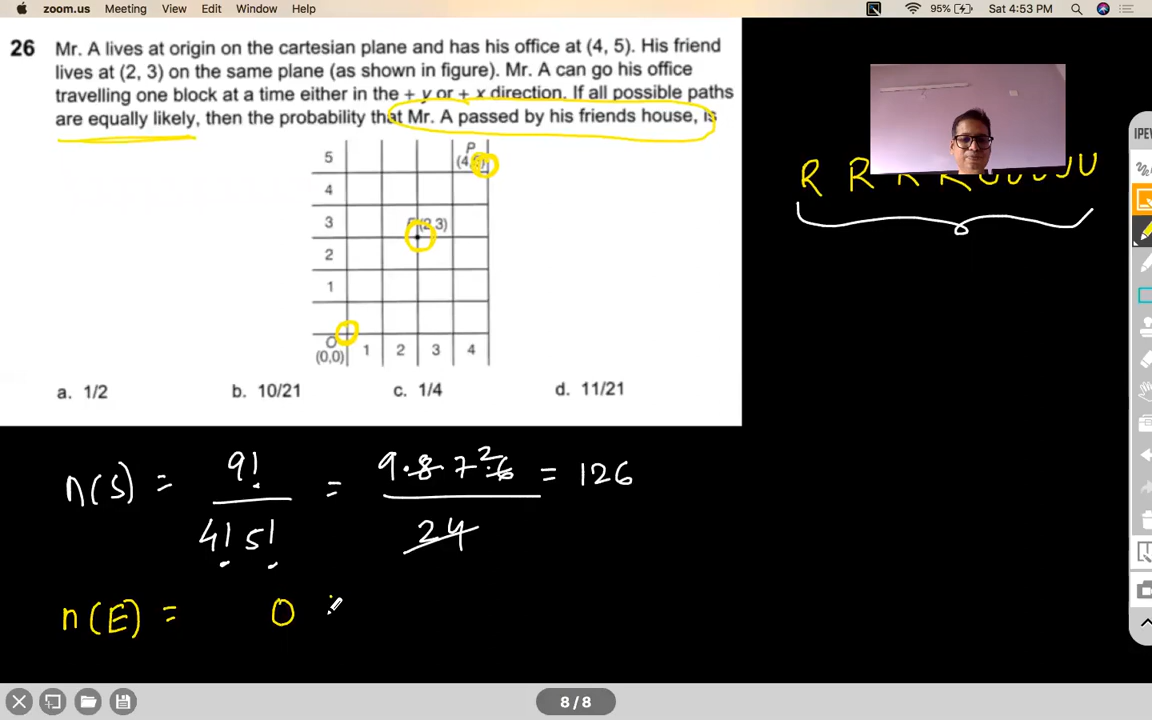 zoom.us Meeting View Edit Window Help 95% Sat 4:53 PM
26 Mr. A lives at origin on the cartesian plane and has his office at (4, 5). His friend
lives at (2, 3) on the same plane (as shown in figure). Mr. A can go his office
travelling one block at a time either in the + y or + x direction. If all possible paths
are equally likely, then the probability that Mr. A passed by his friends house, is
P
5 (4,
4
3 (2,3)
2
1
O
(0,0) 1 2 3 4
a. 1/2 b. 10/21 c. 1/4 d. 11/21
R R R R U U U U U
n(S) = 9! / 4! 5! = 9·8·7·6 / 24 = 126
2
n(E) = O
8 / 8
IPEV